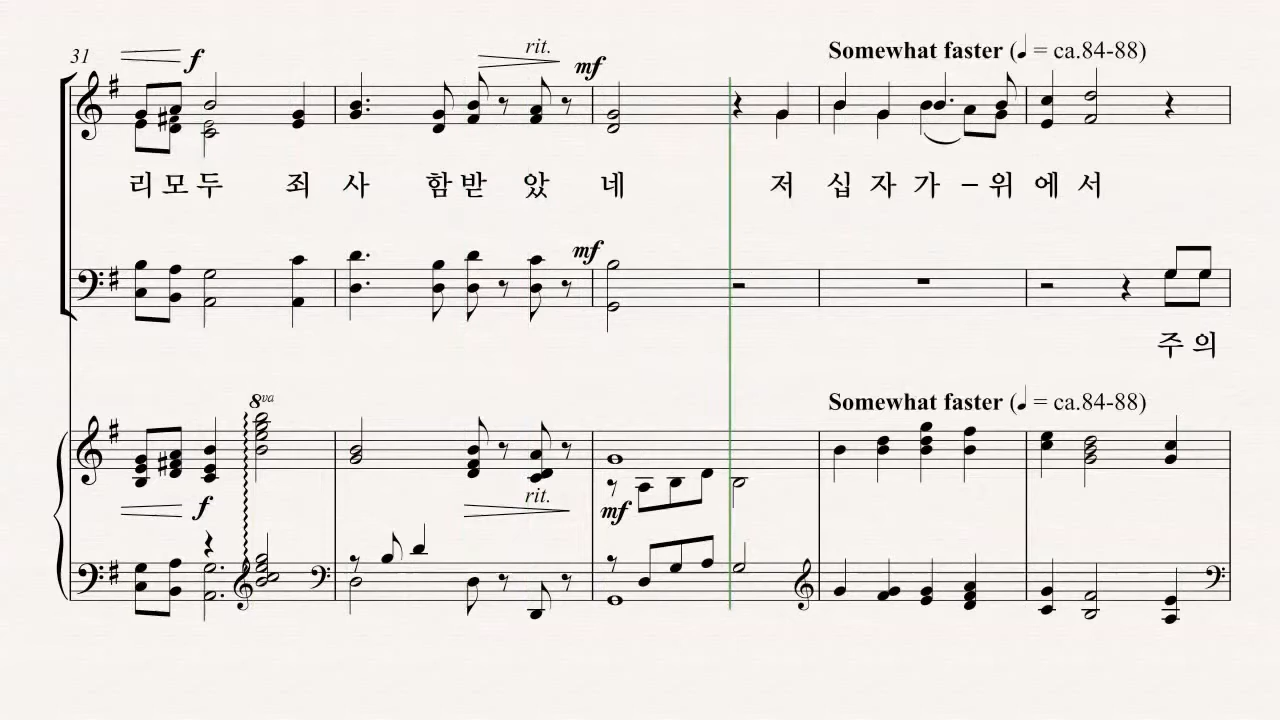 Somewhat faster (♩ = ca.84-88)
31 f rit. mf
리 모 두 죄 사 함 받 았 네 저 십 자 가 – 위 에 서
mf
주 의
Somewhat faster (♩ = ca.84-88)
8va
f rit. mf